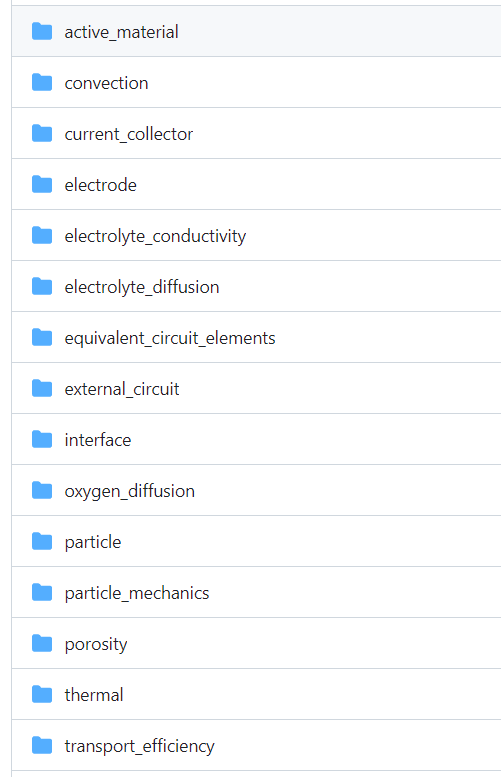 active_material
convection
current_collector
electrode
electrolyte_conductivity
electrolyte_diffusion
equivalent_circuit_elements
external_circuit
interface
oxygen_diffusion
particle
particle_mechanics
porosity
thermal
transport_efficiency